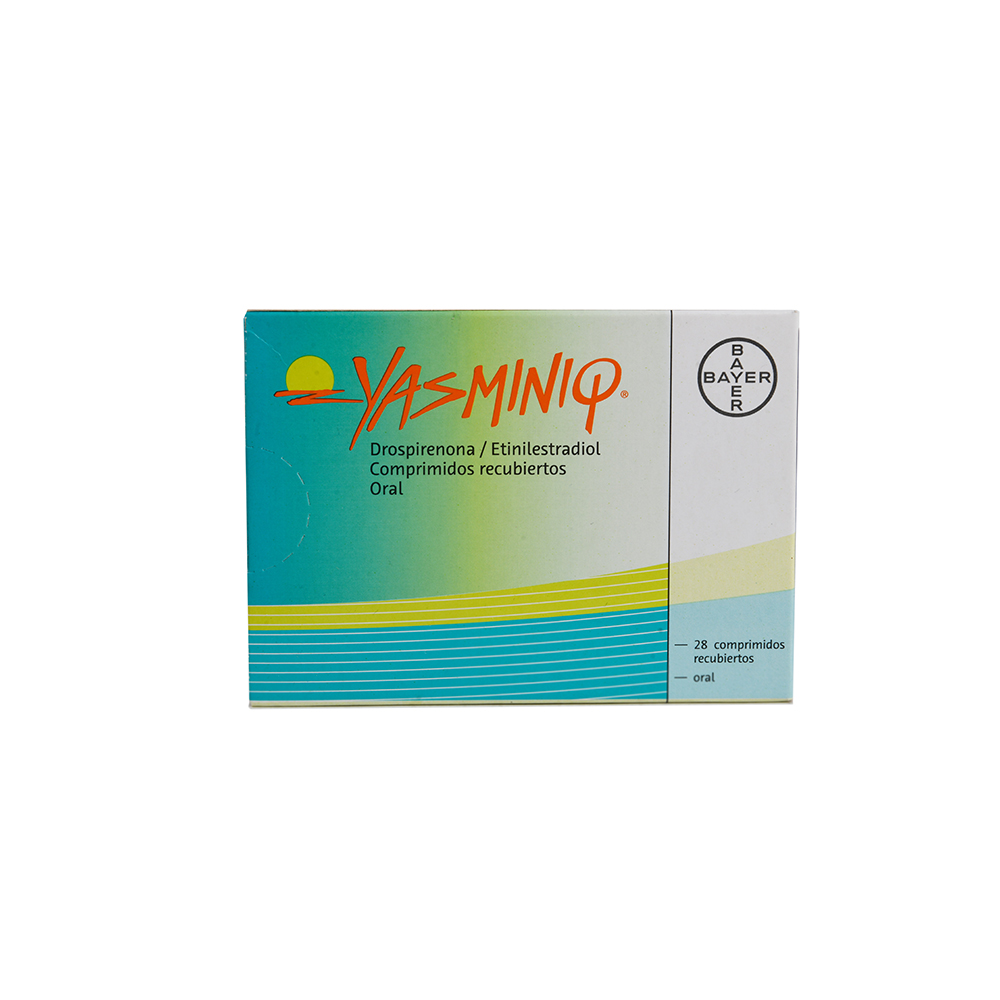 YASMINIQ®
Drospirenona / Etinilestradiol
Comprimidos recubiertos
Oral
BAYER
BAYER
— 28 comprimidos
recubiertos
— oral